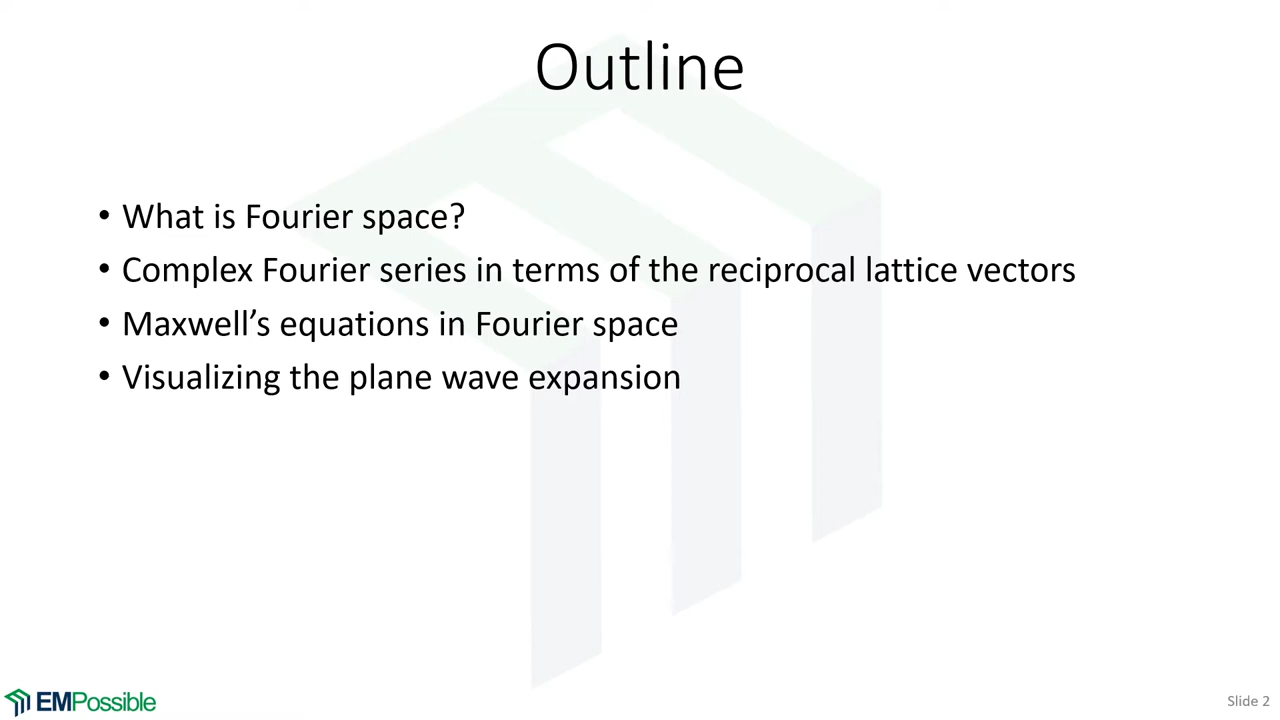 Outline
• What is Fourier space?
• Complex Fourier series in terms of the reciprocal lattice vectors
• Maxwell’s equations in Fourier space
• Visualizing the plane wave expansion
EMPossible
Slide 2